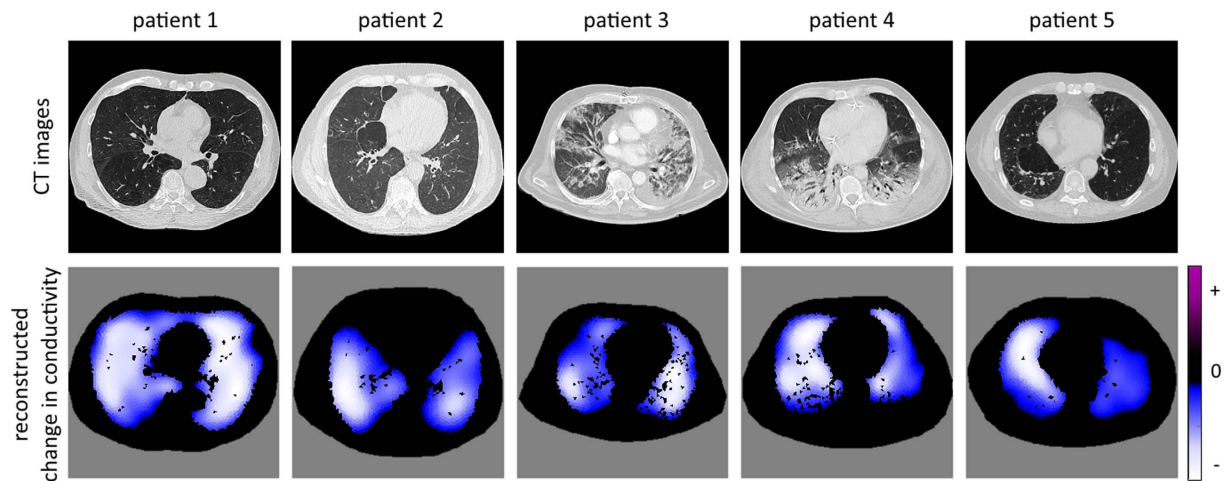 patient 1 patient 2 patient 3 patient 4 patient 5
CT images
reconstructed
change in conductivity
+
0
-